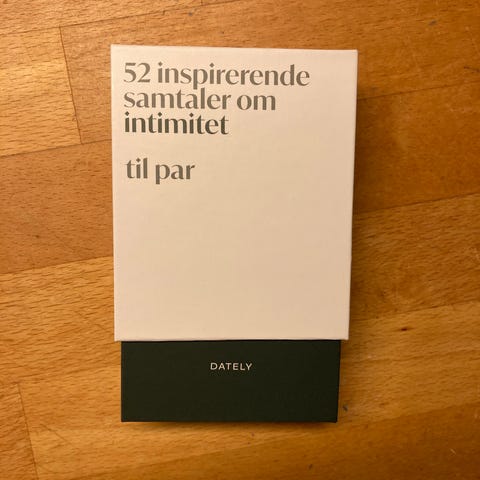 52 inspirerende
samtaler om
intimitet
til par
DATELY